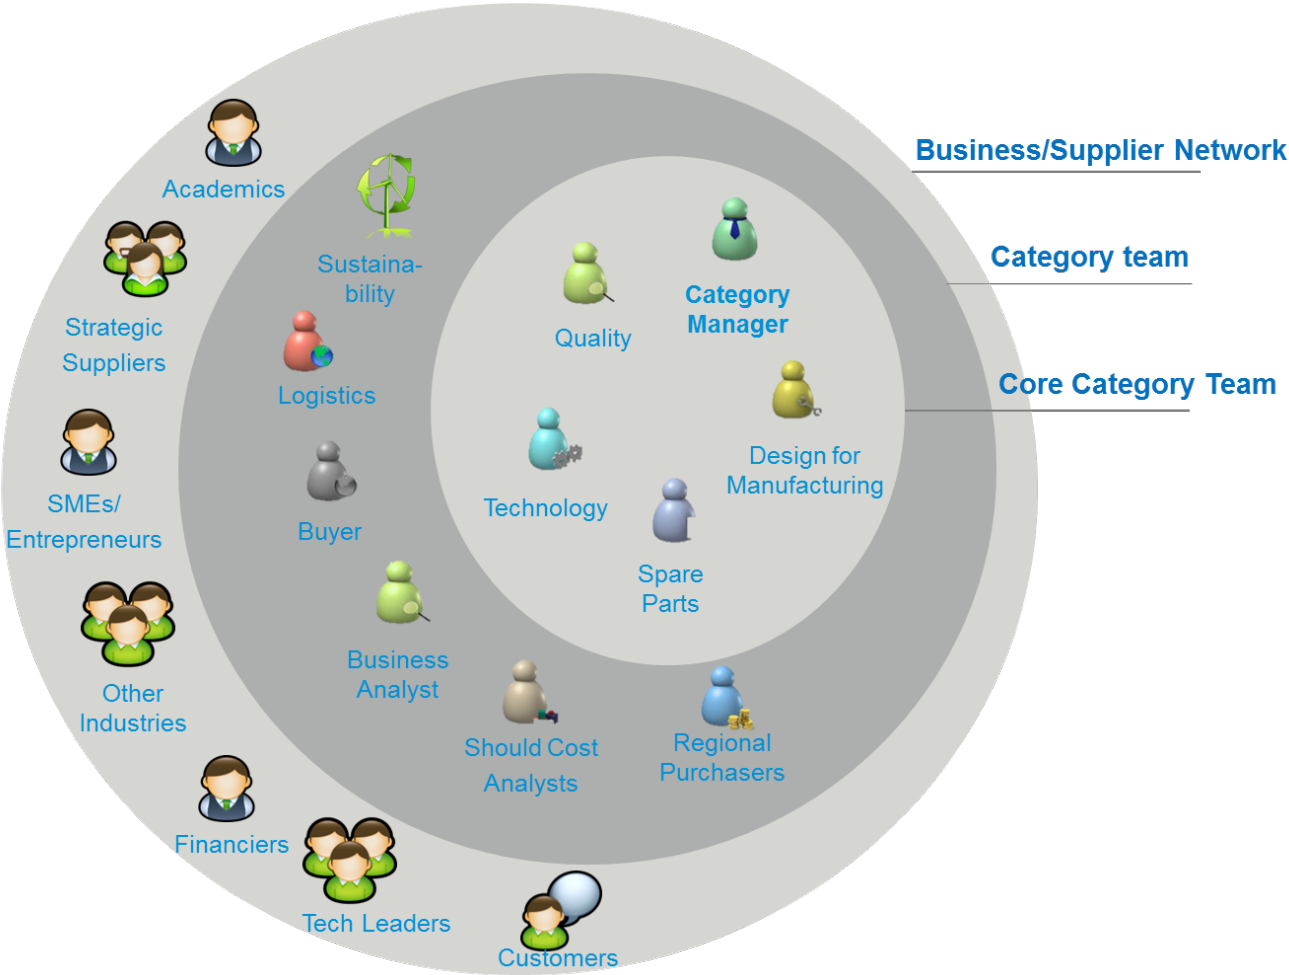 Business/Supplier Network
Category team
Core Category Team
Academics
Strategic
Suppliers
SMEs/
Entrepreneurs
Other
Industries
Financiers
Tech Leaders
Customers
Sustaina-
bility
Logistics
Buyer
Business
Analyst
Should Cost
Analysts
Regional
Purchasers
Quality
Category
Manager
Technology
Design for
Manufacturing
Spare
Parts